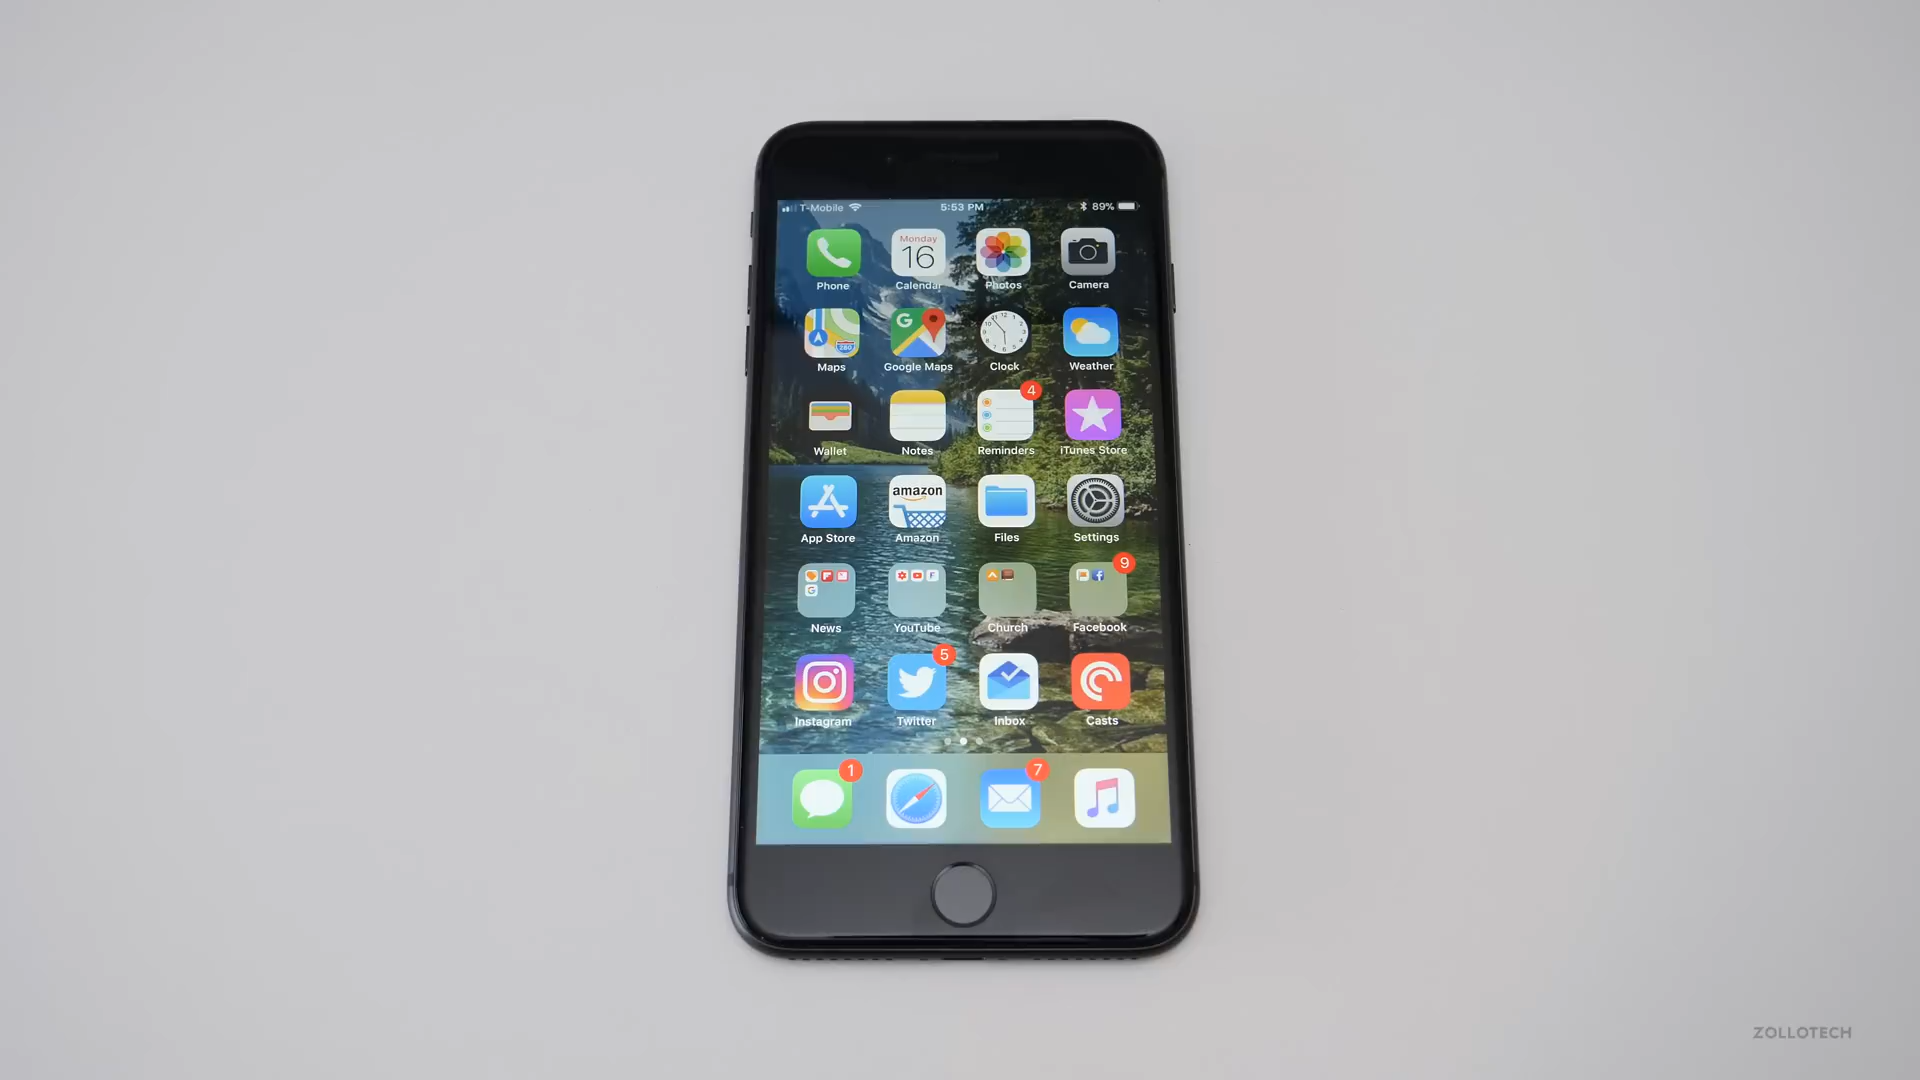 T-Mobile 5:53 PM 89%
Monday
16
Phone Calendar Photos Camera
G 280
Maps Google Maps Clock Weather
4
Wallet Notes Reminders iTunes Store
amazon
App Store Amazon Files Settings
9
News YouTube Church Facebook
5
Instagram Twitter Inbox Casts
1 7
ZOLLOTECH